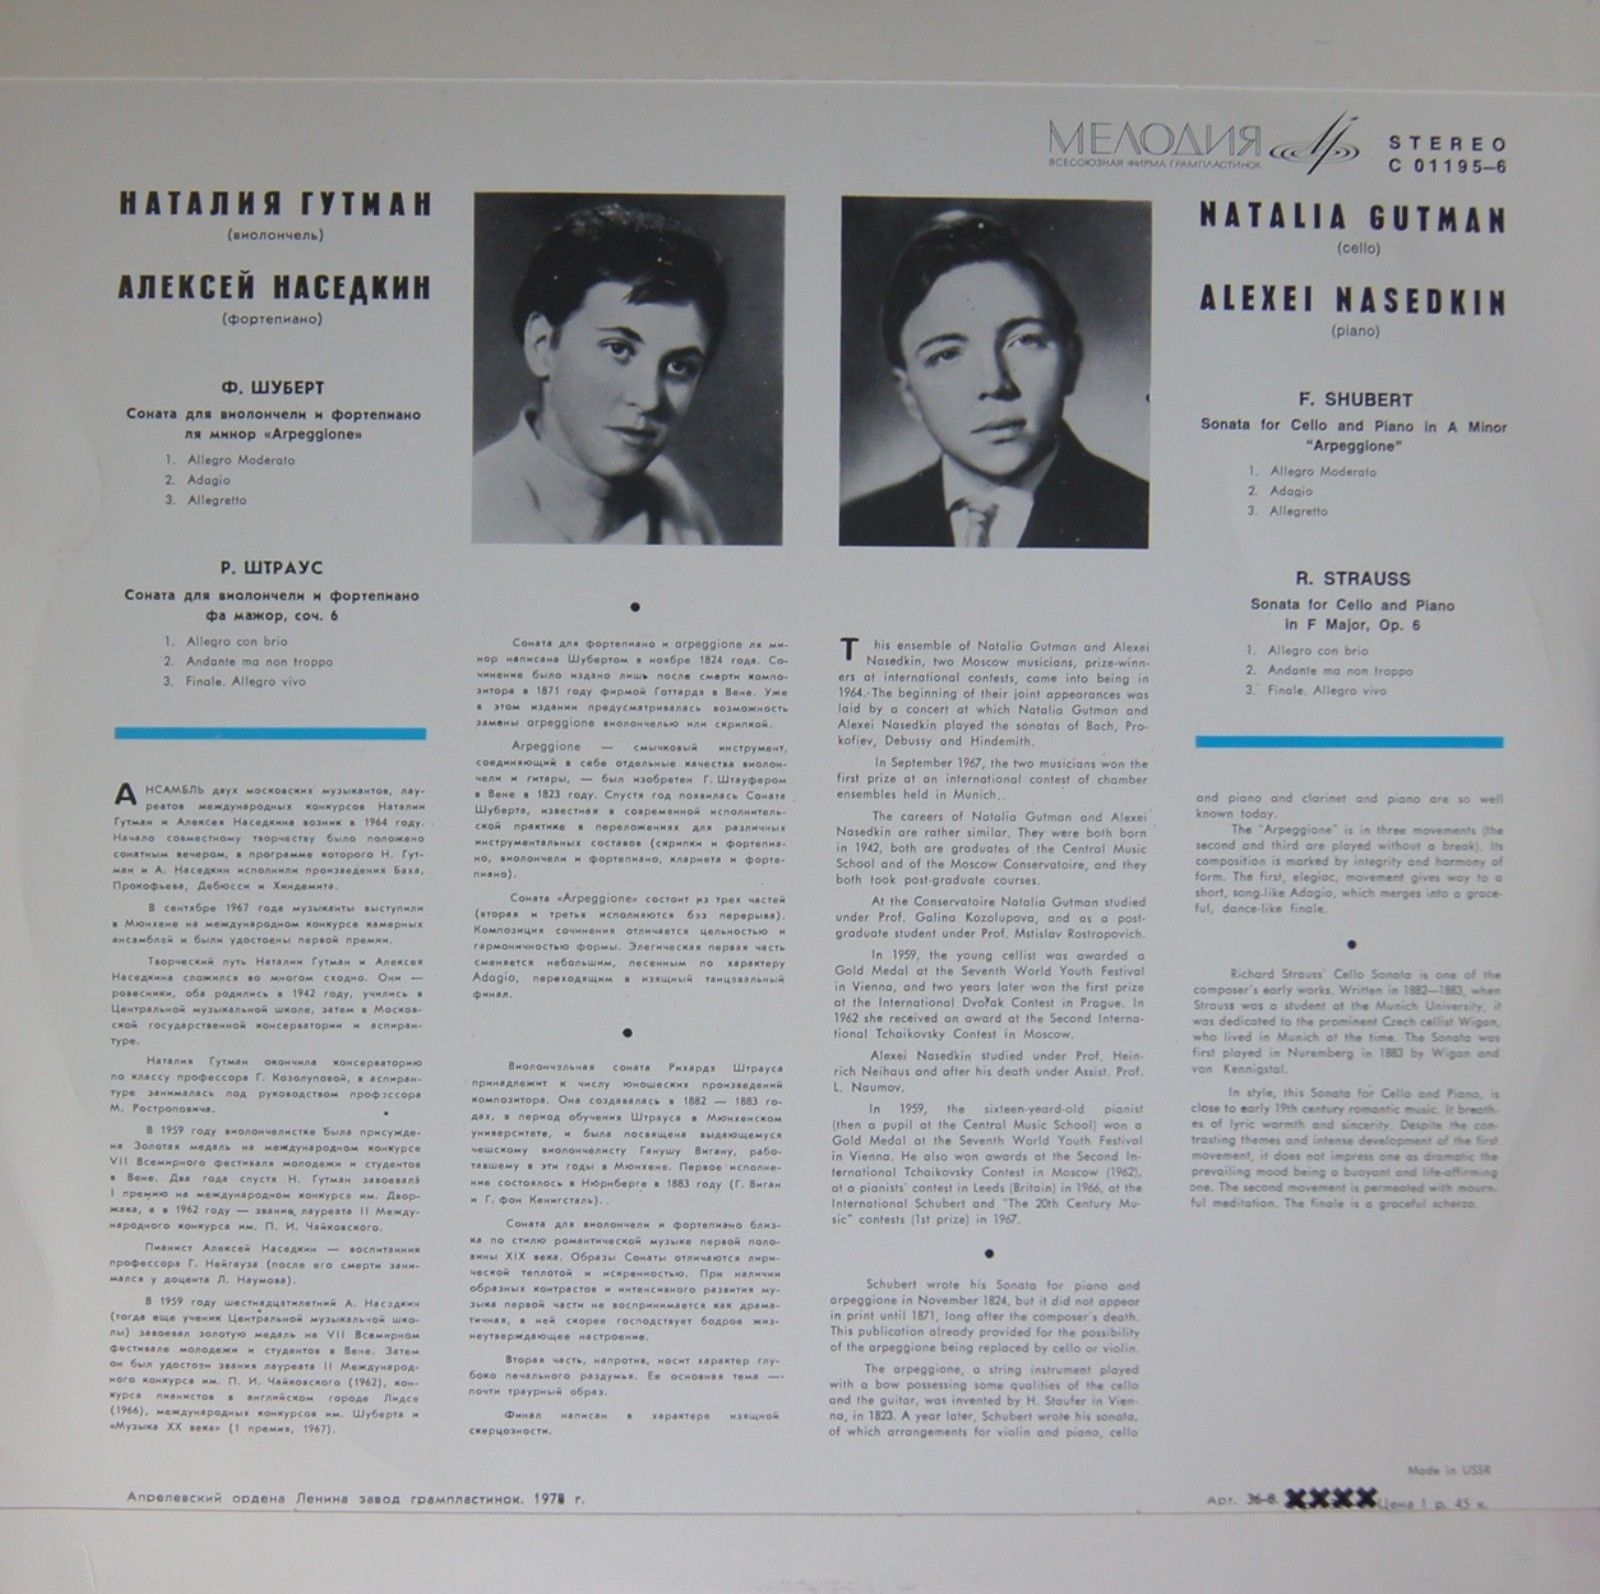 МЕЛОДИЯ
ВСЕСОЮЗНАЯ ФИРМА ГРАМПЛАСТИНОК
STEREO
С 01195–6
НАТАЛИЯ ГУТМАН
(виолончель)
АЛЕКСЕЙ НАСЕДКИН
(фортепиано)
Ф. ШУБЕРТ
Соната для виолончели и фортепиано
ля минор «Arpeggione»
1. Allegro Moderato
2. Adagio
3. Allegretto
Р. ШТРАУС
Соната для виолончели и фортепиано
фа мажор, соч. 6
1. Allegro con brio
2. Andante ma non troppo
3. Finale. Allegro vivo
АНСАМБЛЬ двух московских музыкантов, лау-
реатов международных конкурсов Наталии
Гутман и Алексея Наседкина возник в 1964 году.
Начало совместному творчеству было положено
сонатным вечером, в программе которого Н. Гут-
ман и А. Наседкин исполнили произведения Баха,
Прокофьева, Дебюсси и Хиндемита.
В сентябре 1967 года музыканты выступили
в Мюнхене на международном конкурсе камерных
ансамблей и были удостоены первой премии.
Творческий путь Наталии Гутман и Алексея
Наседкина сложился во многом сходно. Они —
ровесники, оба родились в 1942 году, учились в
Центральной музыкальной школе, затем в Москов-
ской государственной консерватории и аспиран-
туре.
Наталия Гутман окончила консерваторию
по классу профессора Г. Козолуповой, в аспиран-
туре занималась под руководством профессора
М. Ростроповича.
В 1959 году виолончелистке была присужде-
на Золотая медаль на международном конкурсе
VII Всемирного фестиваля молодежи и студентов
в Вене. Два года спустя Н. Гутман завоевала
I премию на международном конкурсе им. Двор-
жака, а в 1962 году — звание лауреата II Между-
народного конкурса им. П. И. Чайковского.
Пианист Алексей Наседкин — воспитанник
профессора Г. Нейгауза (после его смерти зани-
мался у доцента Л. Наумова).
В 1959 году шестнадцатилетний А. Наседкин
(тогда еще ученик Центральной музыкальной шко-
лы) завоевал золотую медаль на VII Всемирном
фестивале молодежи и студентов в Вене. Затем
он был удостоен звания лауреата II Международ-
ного конкурса им. П. И. Чайковского (1962), кон-
курса пианистов в английском городе Лидсе
(1966), международных конкурсов им. Шуберта и
«Музыка XX века» (1 премия, 1967).
Соната для фортепиано и arpeggione ля ми-
нор написана Шубертом в ноябре 1824 года. Со-
чинение было издано лишь после смерти компо-
зитора в 1871 году фирмой Готтарда в Вене. Уже
в этом издании предусматривалась возможность
замены arpeggione виолончелью или скрипкой.
Arpeggione — смычковый инструмент,
соединяющий в себе отдельные качества виолон-
чели и гитары, — был изобретен Г. Штауфером
в Вене в 1823 году. Спустя год появилась Соната
Шуберта, известная в современной исполнитель-
ской практике в переложениях для различных
инструментальных составов (скрипки и фортепиа-
но, виолончели и фортепиано, кларнета и форте-
пиано).
Соната «Arpeggione» состоит из трех частей
(вторая и третья исполняются без перерыва).
Композиция сочинения отличается цельностью и
гармоничностью формы. Элегическая первая часть
сменяется небольшим, песенным по характеру
Adagio, переходящим в изящный танцевальный
финал.
Виолончельная соната Рихарда Штрауса
принадлежит к числу юношеских произведений
композитора. Она создавалась в 1882 — 1883 го-
дах, в период обучения Штрауса в Мюнхенском
университете, и была посвящена выдающемуся
чешскому виолончелисту Ганушу Вигану, рабо-
тавшему в эти годы в Мюнхене. Первое исполне-
ние состоялось в Нюрнберге в 1883 году (Г. Виган
и Г. фон Кенигсталь).
Соната для виолончели и фортепиано близ-
ка по стилю романтической музыке первой поло-
вины XIX века. Образы Сонаты отличаются лири-
ческой теплотой и искренностью. При наличии
образных контрастов и интенсивного развития му-
зыка первой части не воспринимается как драма-
тичная, в ней скорее господствует бодрое жиз-
неутверждающее настроение.
Вторая часть, напротив, носит характер глу-
боко печального раздумья. Ее основная тема —
почти траурный образ.
Финал написан в характере изящной
скерцозности.
This ensemble of Natalia Gutman and Alexei
Nasedkin, two Moscow musicians, prize-winn-
ers at international contests, came into being in
1964. The beginning of their joint appearances was
laid by a concert at which Natalia Gutman and
Alexei Nasedkin played the sonatas of Bach, Pro-
kofiev, Debussy and Hindemith.
In September 1967, the two musicians won the
first prize at an international contest of chamber
ensembles held in Munich.
The careers of Natalia Gutman and Alexei
Nasedkin are rather similar. They were both born
in 1942, both are graduates of the Central Music
School and of the Moscow Conservatoire, and they
both took post-graduate courses.
At the Conservatoire Natalia Gutman studied
under Prof. Galina Kozolupova, and as a post-
graduate student under Prof. Mstislav Rostropovich.
In 1959, the young cellist was awarded a
Gold Medal at the Seventh World Youth Festival
in Vienna, and two years later won the first prize
at the International Dvořak Contest in Prague. In
1962 she received an award at the Second Interna-
tional Tchaikovsky Contest in Moscow.
Alexei Nasedkin studied under Prof. Hein-
rich Neihaus and after his death under Assist. Prof.
L. Naumov.
In 1959, the sixteen-yeard-old pianist
(then a pupil at the Central Music School) won a
Gold Medal at the Seventh World Youth Festival
in Vienna. He also won awards at the Second In-
ternational Tchaikovsky Contest in Moscow (1962),
at a pianists' contest in Leeds (Britain) in 1966, at the
International Schubert and "The 20th Century Mu-
sic" contests (1st prize) in 1967.
Schubert wrote his Sonata for piano and
arpeggione in November 1824, but it did not appear
in print until 1871, long after the composer's death.
This publication already provided for the possibility
of the arpeggione being replaced by cello or violin.
The arpeggione, a string instrument played
with a bow possessing some qualities of the cello
and the guitar, was invented by H. Staufer in Vien-
na, in 1823. A year later, Schubert wrote his sonata,
of which arrangements for violin and piano, cello
NATALIA GUTMAN
(cello)
ALEXEI NASEDKIN
(piano)
F. SHUBERT
Sonata for Cello and Piano in A Minor
"Arpeggione"
1. Allegro Moderato
2. Adagio
3. Allegretto
R. STRAUSS
Sonata for Cello and Piano
in F Major, Op. 6
1. Allegro con brio
2. Andante ma non troppo
3. Finale. Allegro vivo
and piano and clarinet and piano are so well
known today.
The "Arpeggione" is in three movements (the
second and third are played without a break). Its
composition is marked by integrity and harmony of
form. The first, elegiac, movement gives way to a
short, song-like Adagio, which merges into a grace-
ful, dance-like finale.
Richard Strauss' Cello Sonata is one of the
composer's early works. Written in 1882—1883, when
Strauss was a student at the Munich University, it
was dedicated to the prominent Czech cellist Wigan,
who lived in Munich at the time. The Sonata was
first played in Nuremberg in 1883 by Wigan and
von Kennigstal.
In style, this Sonata for Cello and Piano, is
close to early 19th century romantic music. It breath-
es of lyric warmth and sincerity. Despite the con-
trasting themes and intense development of the first
movement, it does not impress one as dramatic the
prevailing mood being a buoyant and life-affirming
one. The second movement is permeated with mourn-
ful meditation. The finale is a graceful scherzo.
Made in USSR
Апрелевский ордена Ленина завод грампластинок. 1978 г.
Арт. 36-8. XXXX Цена 1 р. 45 к.